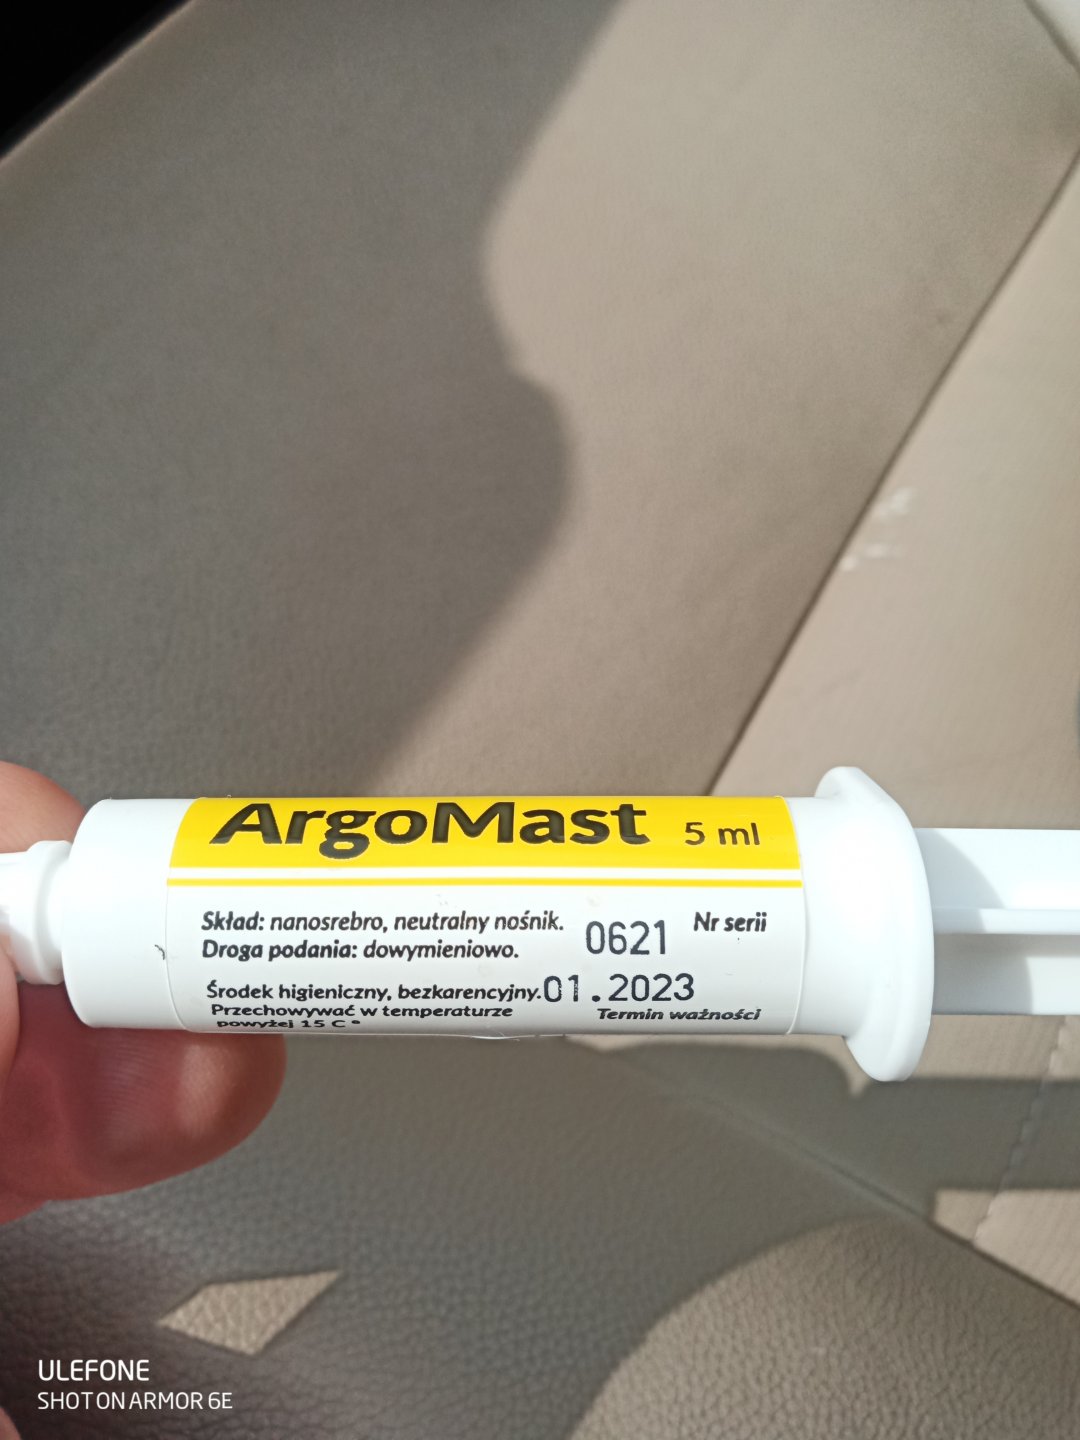 ArgoMast 5 ml
Skład: nanosrebro, neutralny nośnik.
Droga podania: dowymieniowo.
0621 Nr serii
Środek higieniczny, bezkarencyjny.
01.2023
Przechowywać w temperaturze
powyżej 15 C °
Termin ważności
ULEFONE
SHOT ON ARMOR 6E